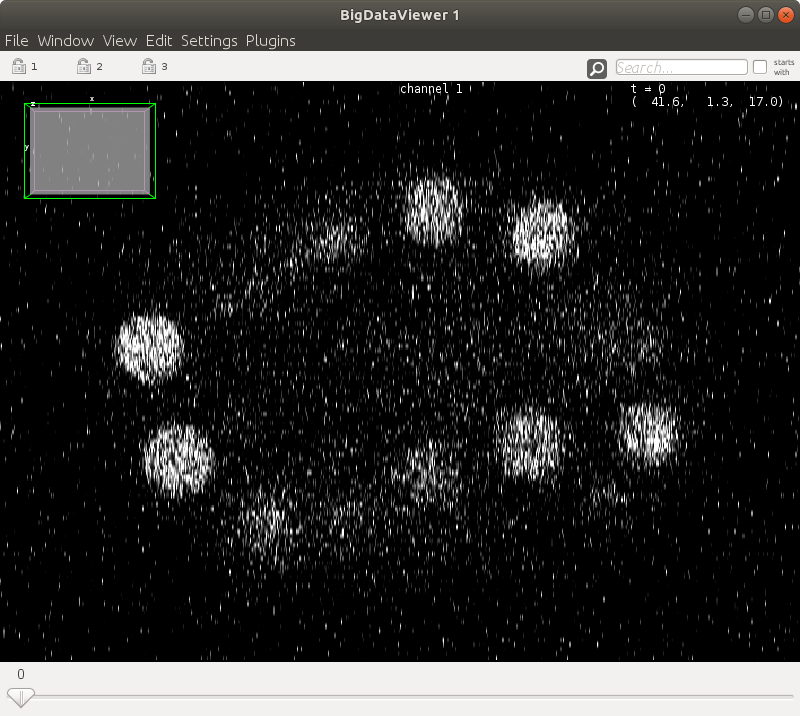 BigDataViewer 1
File Window View Edit Settings Plugins
1 2 3 Search... starts with
channel 1 t = 0
( 41.6, 1.3, 17.0)
z x
y
0